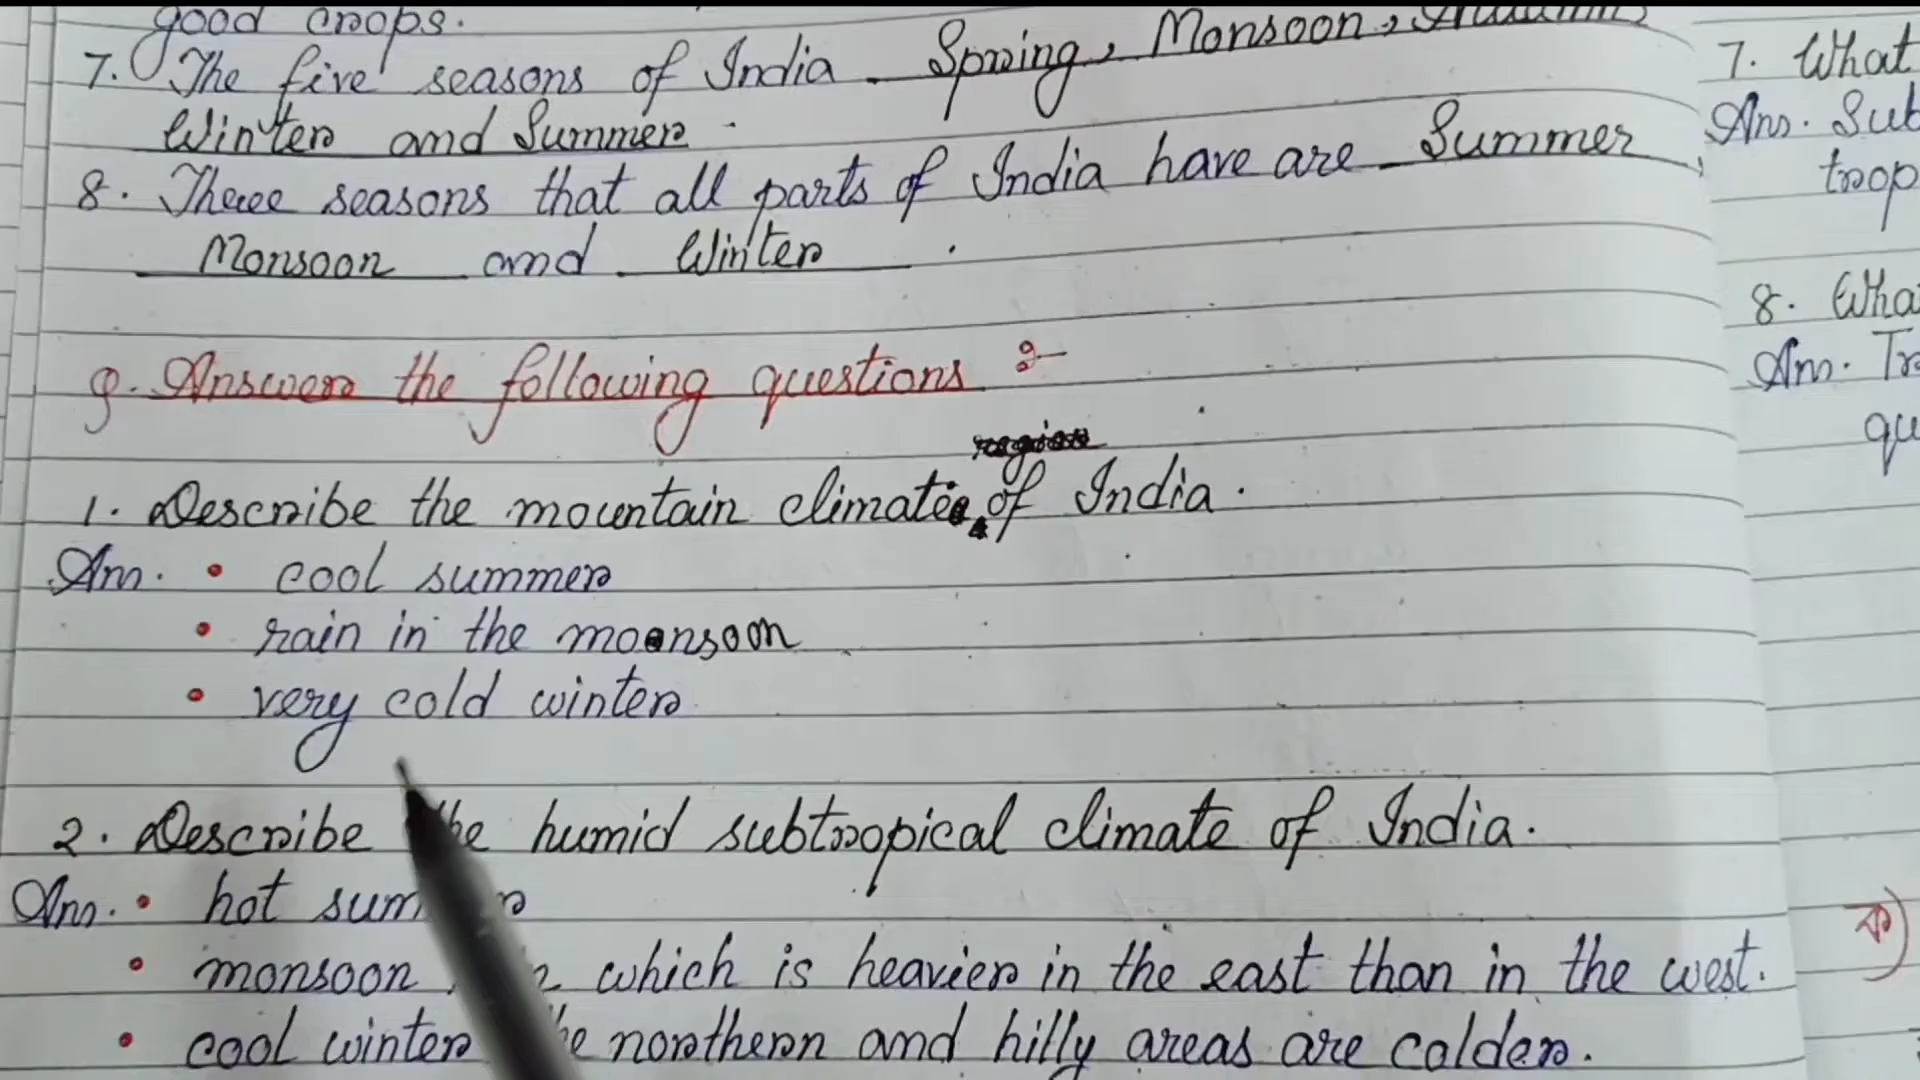 good crops.
7. The five seasons of India Spring, Monsoon, Autumn,
Winter and Summer.
8. Three seasons that all parts of India have are Summer,
Monsoon and Winter.
g. Answer the following questions :-
1. Describe the mountain climate of India.
Ans. • cool summer
• rain in the monsoon
• very cold winter
2. Describe the humid subtropical climate of India.
Ans. • hot
• monsoon which is heavier in the east than in the west.
• cool winter northern and hilly areas are colder.
7. What
Ans. Sub
trop
8. Wha
Ans. Tr
qu
ক)